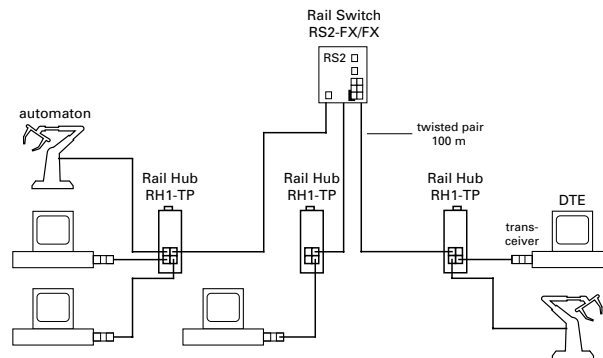 Rail Switch
RS2-FX/FX
RS2
automaton
twisted pair
100 m
Rail Hub
RH1-TP
Rail Hub
RH1-TP
Rail Hub
RH1-TP
DTE
trans-
ceiver